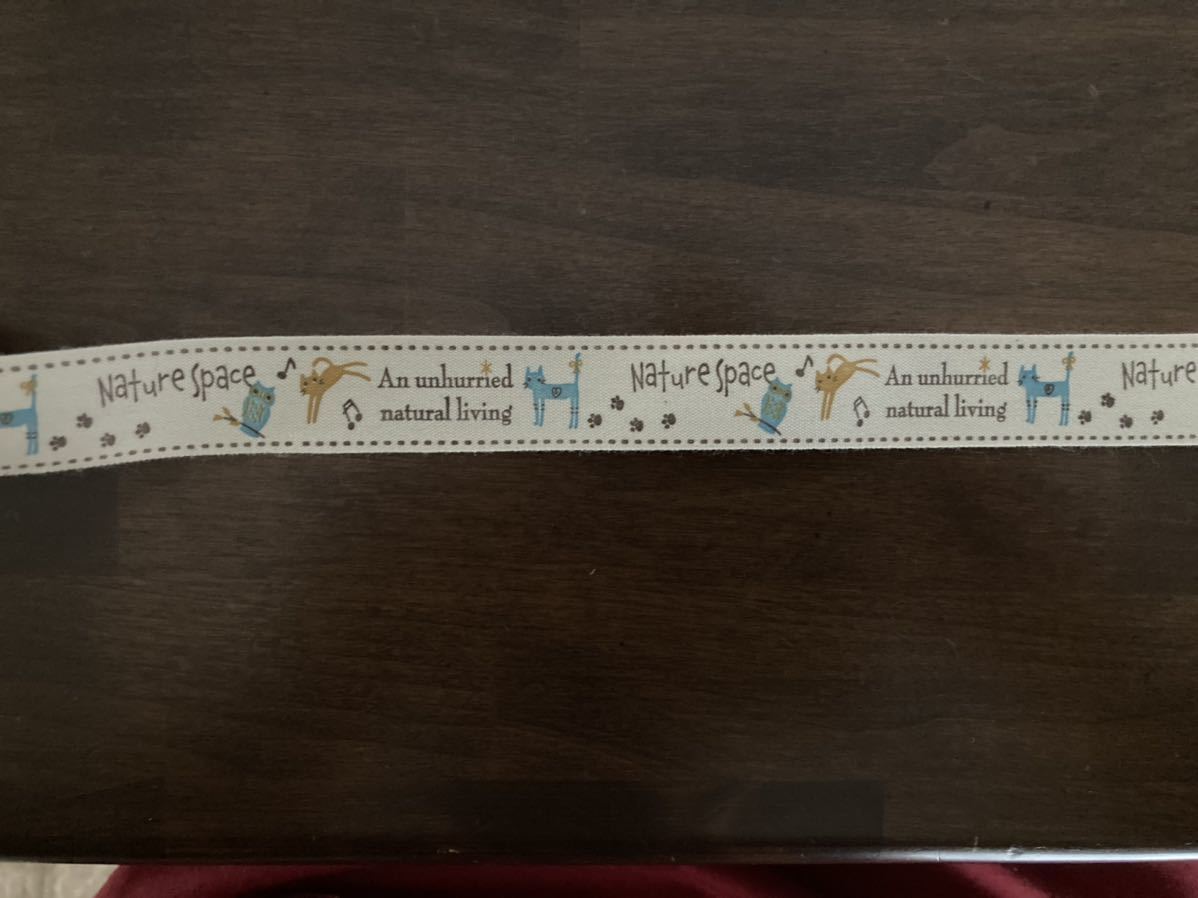 Nature Space
An unhurried
natural living
Nature Space
An unhurried
natural living
Nature